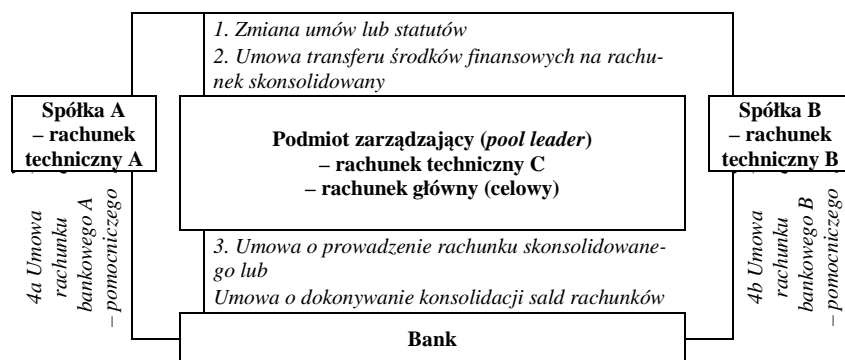 1. Zmiana umów lub statutów
2. Umowa transferu środków finansowych na rachu-
nek skonsolidowany
Spółka A
– rachunek
techniczny A
Podmiot zarządzający (pool leader)
– rachunek techniczny C
– rachunek główny (celowy)
Spółka B
– rachunek
techniczny B
4a Umowa
rachunku
bankowego A
– pomocniczego
3. Umowa o prowadzenie rachunku skonsolidowane-
go lub
Umowa o dokonywanie konsolidacji sald rachunków
4b Umowa
rachunku
bankowego B
– pomocniczego
Bank